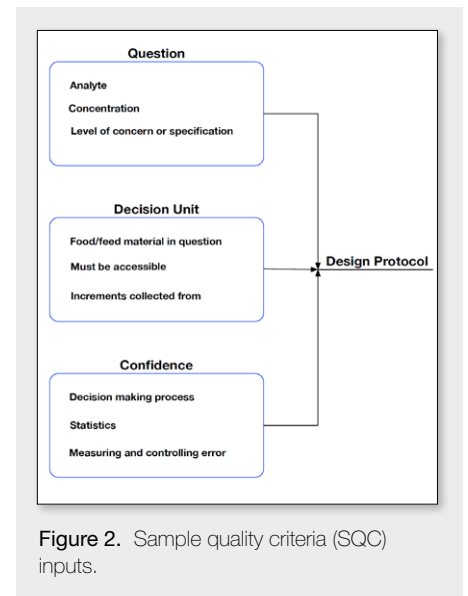 Question
Analyte
Concentration
Level of concern or specification
Decision Unit
Food/feed material in question
Must be accessible
Increments collected from
Design Protocol
Confidence
Decision making process
Statistics
Measuring and controlling error
Figure 2. Sample quality criteria (SQC)
inputs.